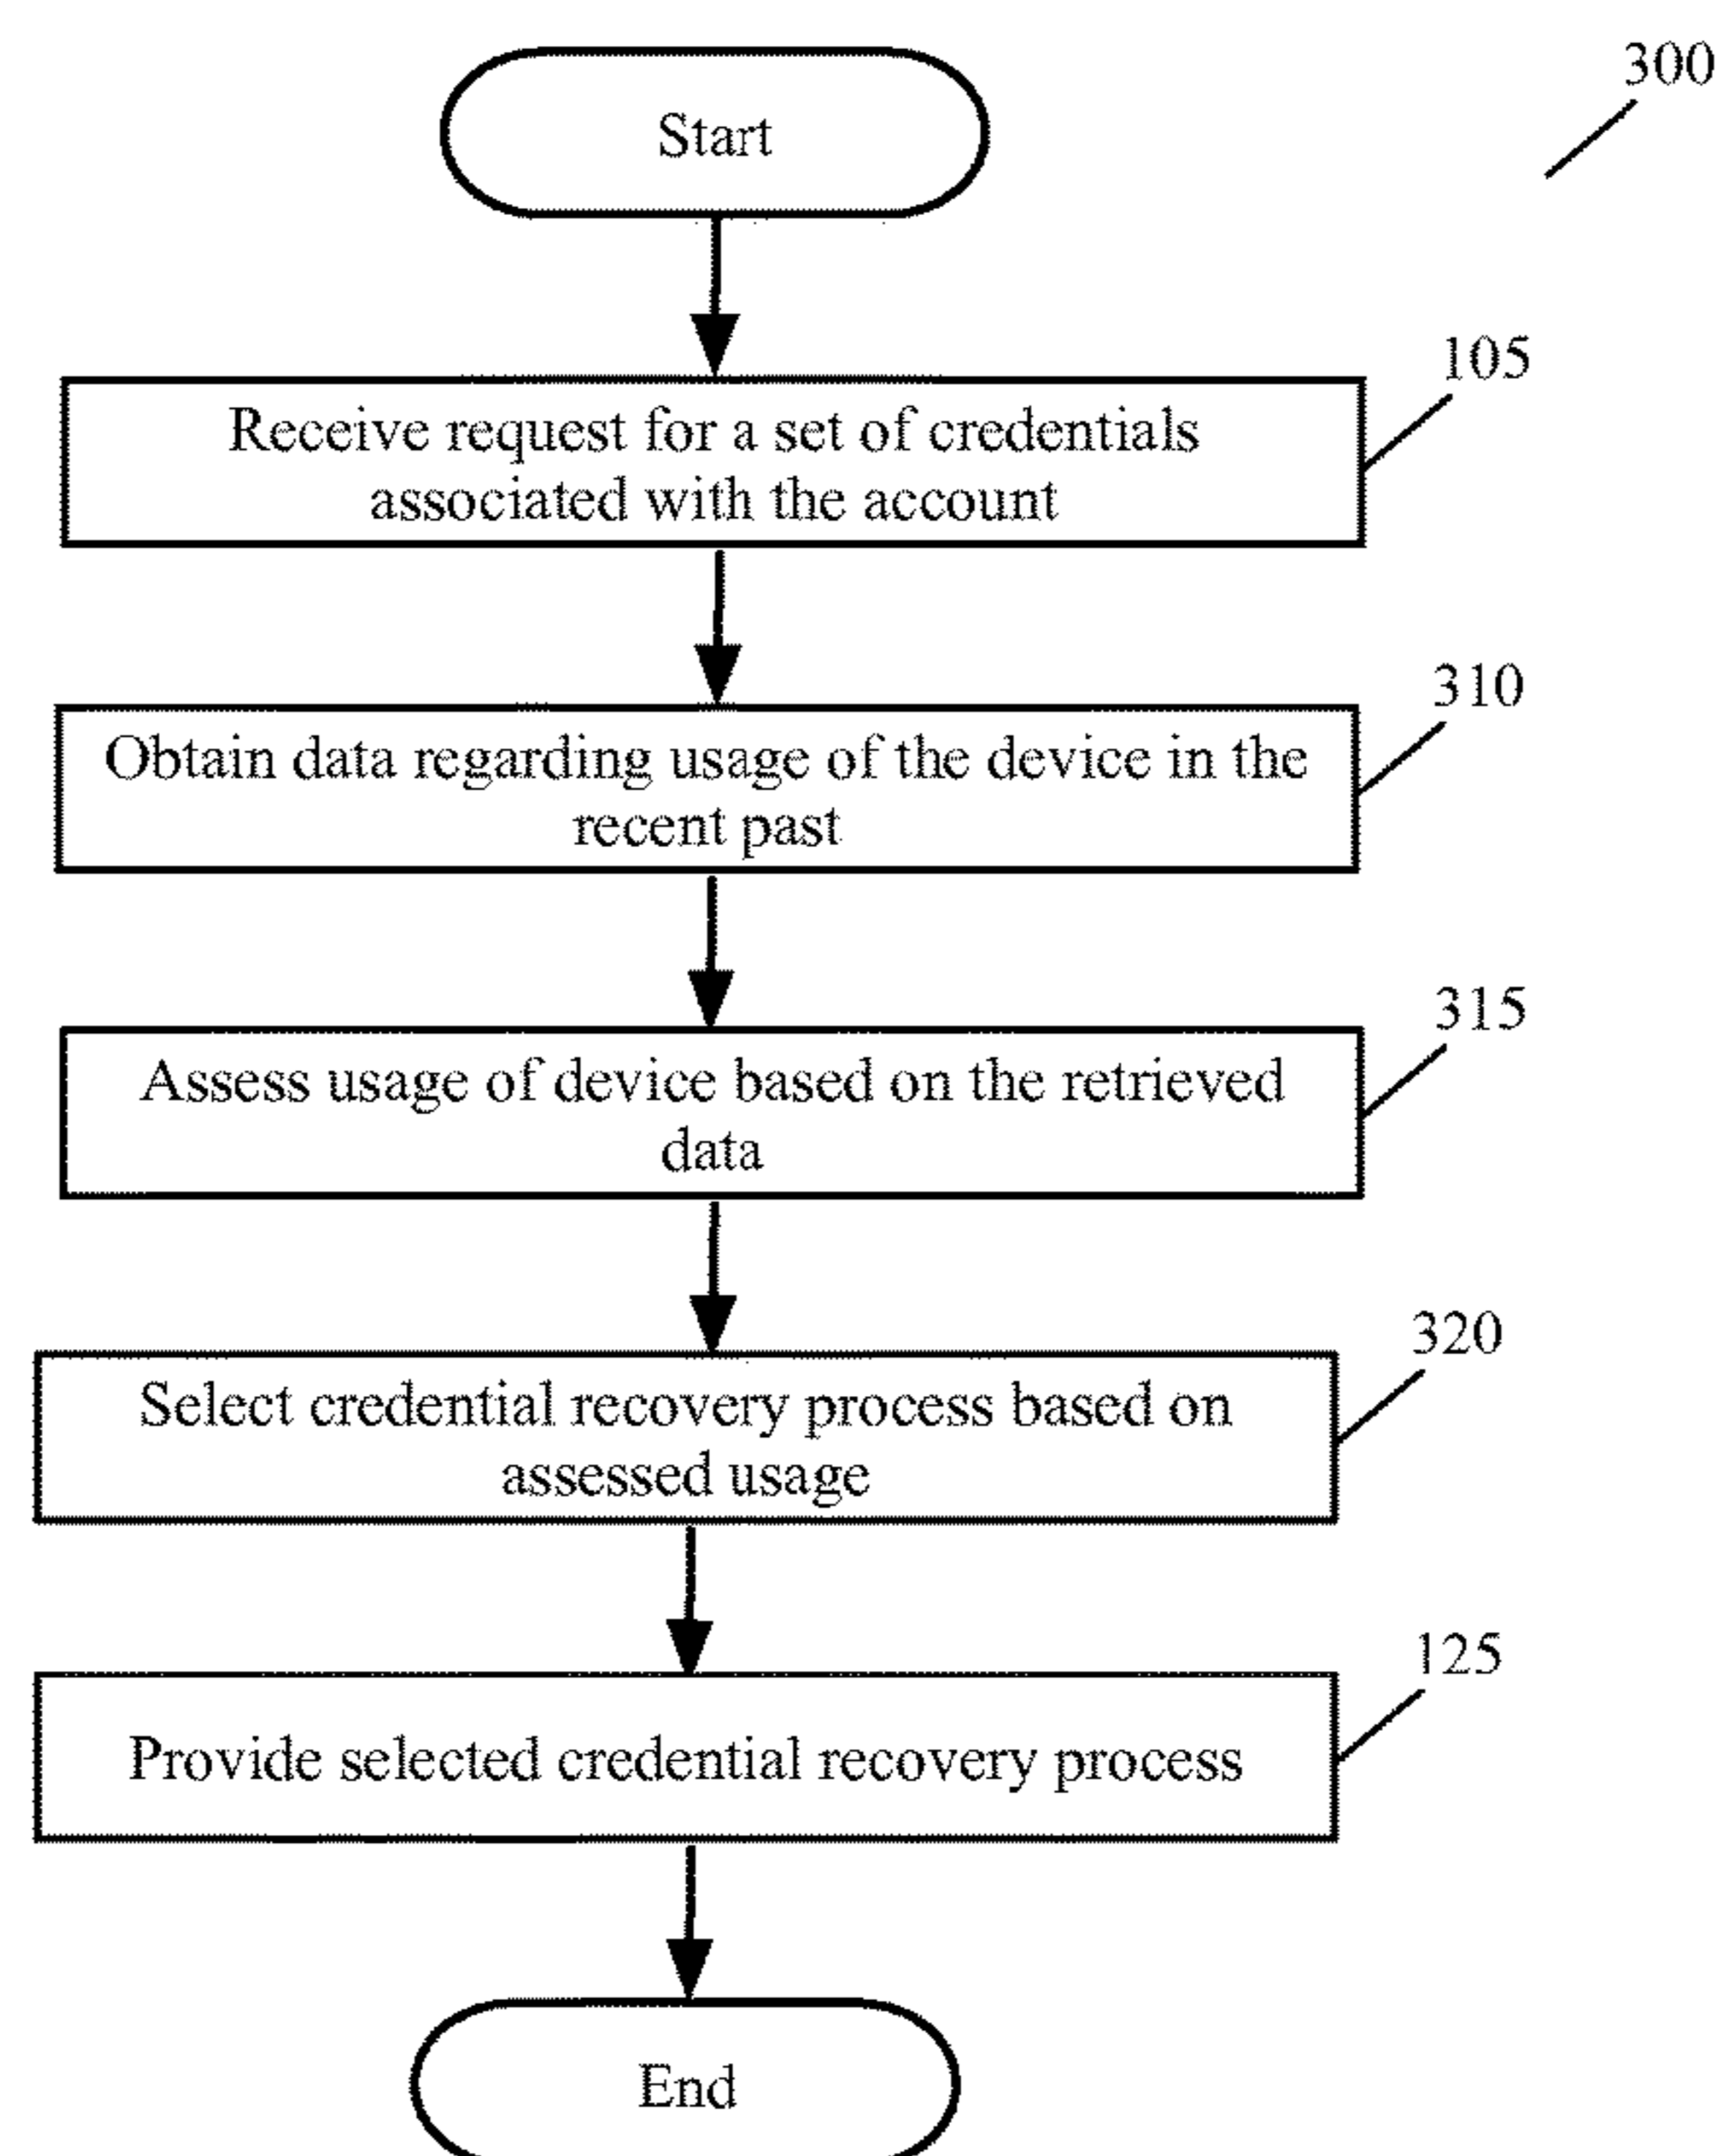 300
Start
105
Receive request for a set of credentials
associated with the account
310
Obtain data regarding usage of the device in the
recent past
315
Assess usage of device based on the retrieved
data
320
Select credential recovery process based on
assessed usage
125
Provide selected credential recovery process
End